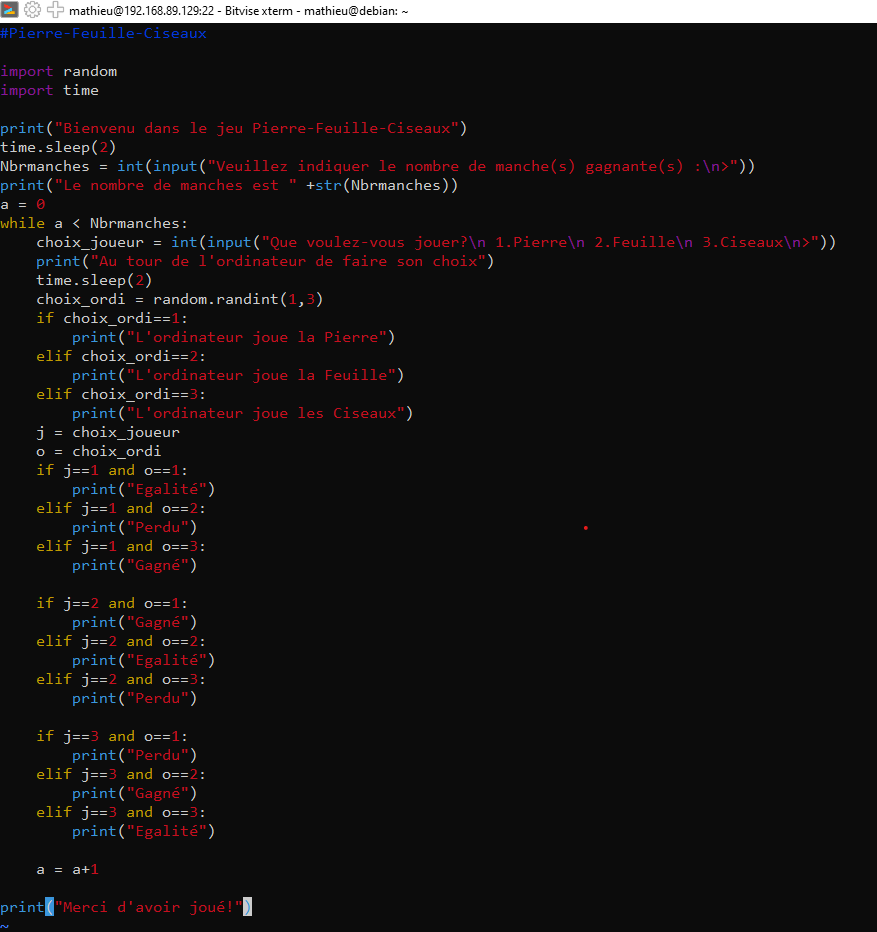 mathieu@192.168.89.129:22 - Bitvise xterm - mathieu@debian: ~
#Pierre-Feuille-Ciseaux
import random
import time
print("Bienvenu dans le jeu Pierre-Feuille-Ciseaux")
time.sleep(2)
Nbrmanches = int(input("Veuillez indiquer le nombre de manche(s) gagnante(s) :\n>"))
print("Le nombre de manches est " +str(Nbrmanches))
a = 0
while a < Nbrmanches:
    choix_joueur = int(input("Que voulez-vous jouer?\n 1.Pierre\n 2.Feuille\n 3.Ciseaux\n>"))
    print("Au tour de l'ordinateur de faire son choix")
    time.sleep(2)
    choix_ordi = random.randint(1,3)
    if choix_ordi==1:
        print("L'ordinateur joue la Pierre")
    elif choix_ordi==2:
        print("L'ordinateur joue la Feuille")
    elif choix_ordi==3:
        print("L'ordinateur joue les Ciseaux")
    j = choix_joueur
    o = choix_ordi
    if j==1 and o==1:
        print("Egalité")
    elif j==1 and o==2:
        print("Perdu")
    elif j==1 and o==3:
        print("Gagné")
    if j==2 and o==1:
        print("Gagné")
    elif j==2 and o==2:
        print("Egalité")
    elif j==2 and o==3:
        print("Perdu")
    if j==3 and o==1:
        print("Perdu")
    elif j==3 and o==2:
        print("Gagné")
    elif j==3 and o==3:
        print("Egalité")
    a = a+1
print("Merci d'avoir joué!")
~